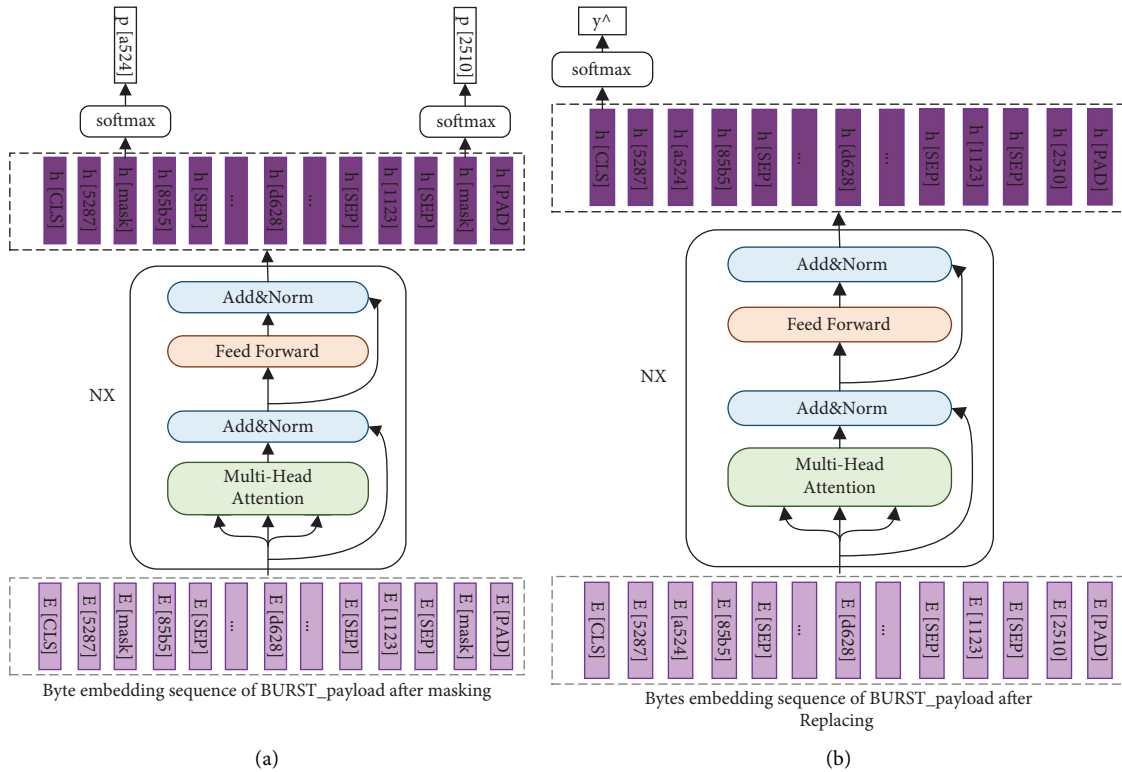 p [a524]
p [2510]
softmax
softmax
h [CLS]
h [5287]
h [mask]
h [85b5]
h [SEP]
...
h [d628]
...
h [SEP]
h [1123]
h [SEP]
h [mask]
h [PAD]
Add&Norm
Feed Forward
NX
Add&Norm
Multi-Head
Attention
E [CLS]
E [5287]
E [mask]
E [85b5]
E [SEP]
...
E [d628]
...
E [SEP]
E [1123]
E [SEP]
E [mask]
E [PAD]
Byte embedding sequence of BURST_payload after masking
(a)
y^
softmax
h [CLS]
h [5287]
h [a524]
h [85b5]
h [SEP]
...
h [d628]
...
h [SEP]
h [1123]
h [SEP]
h [2510]
h [PAD]
Add&Norm
Feed Forward
NX
Add&Norm
Multi-Head
Attention
E [CLS]
E [5287]
E [a524]
E [85b5]
E [SEP]
...
E [d628]
...
E [SEP]
E [1123]
E [SEP]
E [2510]
E [PAD]
Bytes embedding sequence of BURST_payload after
Replacing
(b)